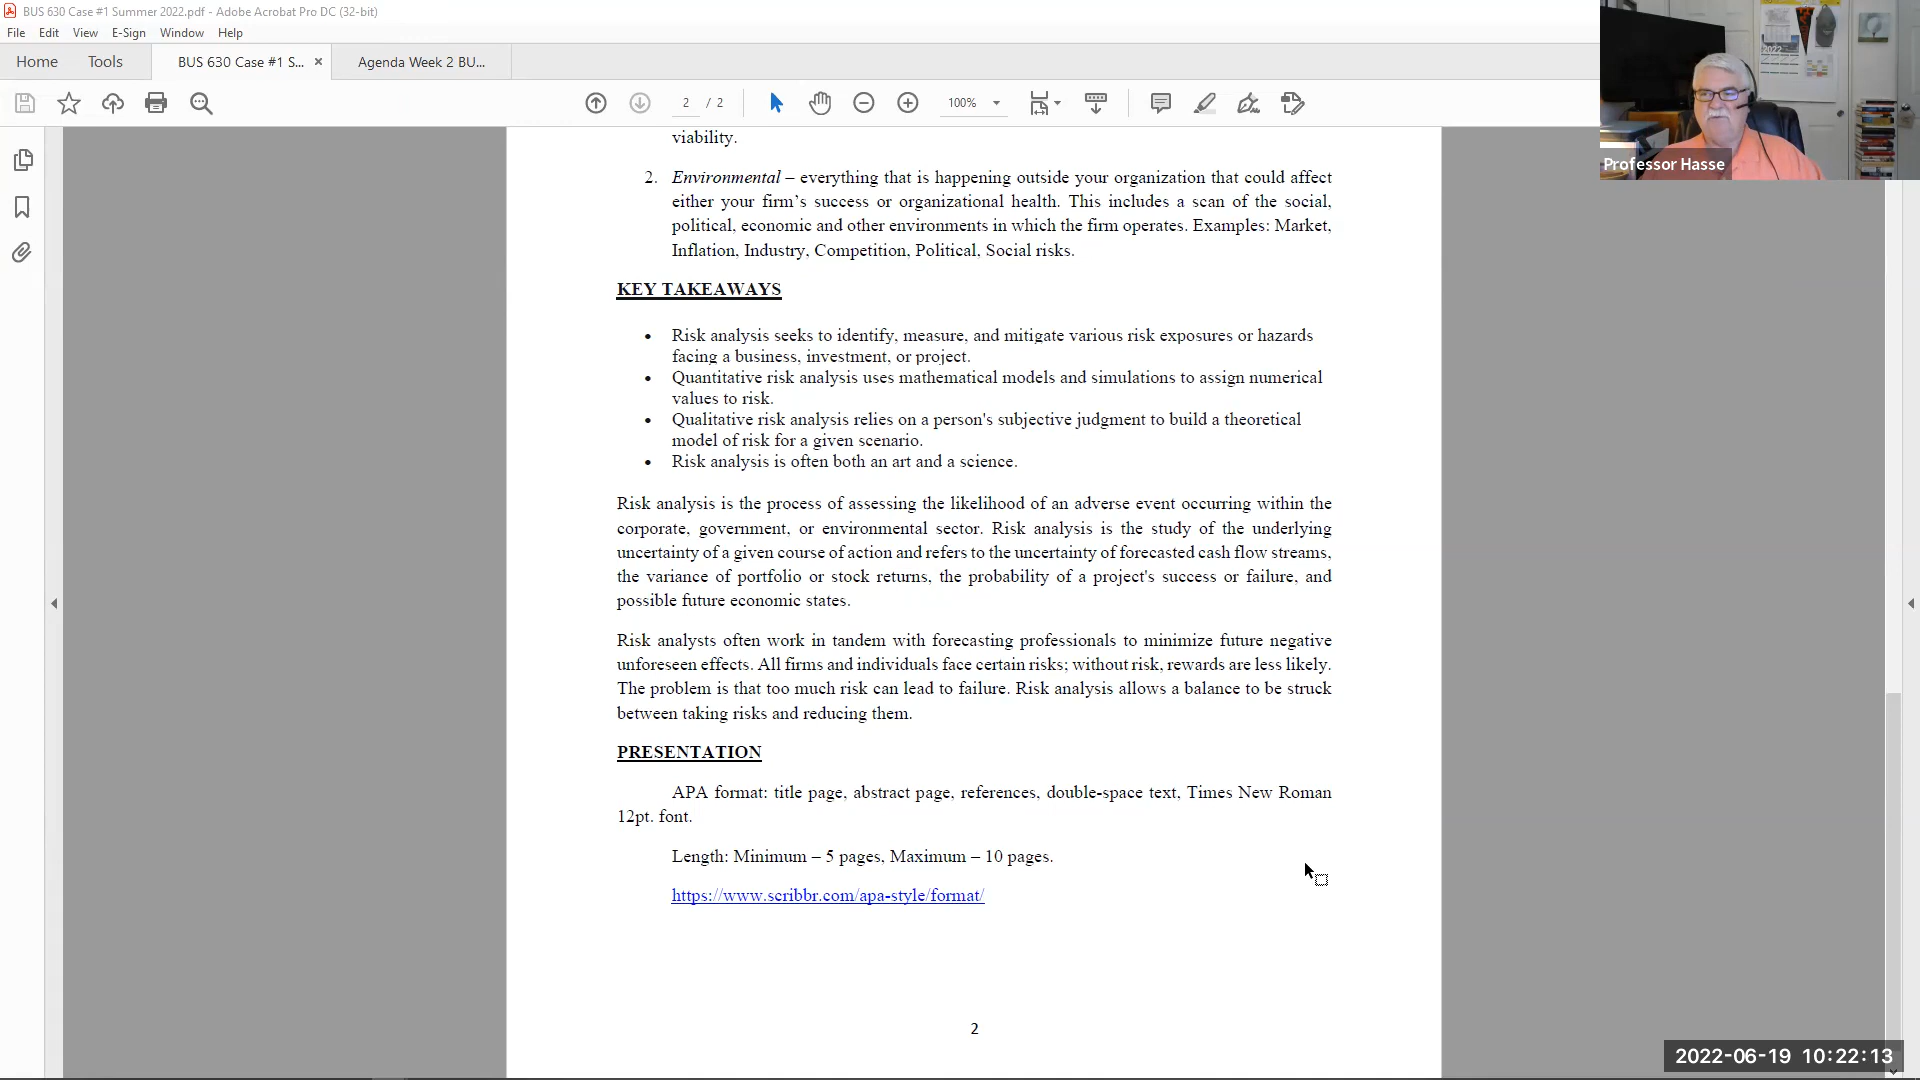 BUS 630 Case #1 Summer 2022.pdf - Adobe Acrobat Pro DC (32-bit)
File Edit View E-Sign Window Help
Home Tools BUS 630 Case #1 S... × Agenda Week 2 BU...
2 / 2 100%
viability.
2. Environmental – everything that is happening outside your organization that could affect
either your firm’s success or organizational health. This includes a scan of the social,
political, economic and other environments in which the firm operates. Examples: Market,
Inflation, Industry, Competition, Political, Social risks.
KEY TAKEAWAYS
• Risk analysis seeks to identify, measure, and mitigate various risk exposures or hazards
facing a business, investment, or project.
• Quantitative risk analysis uses mathematical models and simulations to assign numerical
values to risk.
• Qualitative risk analysis relies on a person's subjective judgment to build a theoretical
model of risk for a given scenario.
• Risk analysis is often both an art and a science.
Risk analysis is the process of assessing the likelihood of an adverse event occurring within the
corporate, government, or environmental sector. Risk analysis is the study of the underlying
uncertainty of a given course of action and refers to the uncertainty of forecasted cash flow streams,
the variance of portfolio or stock returns, the probability of a project's success or failure, and
possible future economic states.
Risk analysts often work in tandem with forecasting professionals to minimize future negative
unforeseen effects. All firms and individuals face certain risks; without risk, rewards are less likely.
The problem is that too much risk can lead to failure. Risk analysis allows a balance to be struck
between taking risks and reducing them.
PRESENTATION
APA format: title page, abstract page, references, double-space text, Times New Roman
12pt. font.
Length: Minimum – 5 pages, Maximum – 10 pages.
https://www.scribbr.com/apa-style/format/
2
2022
Professor Hasse
2022-06-19 10:22:13